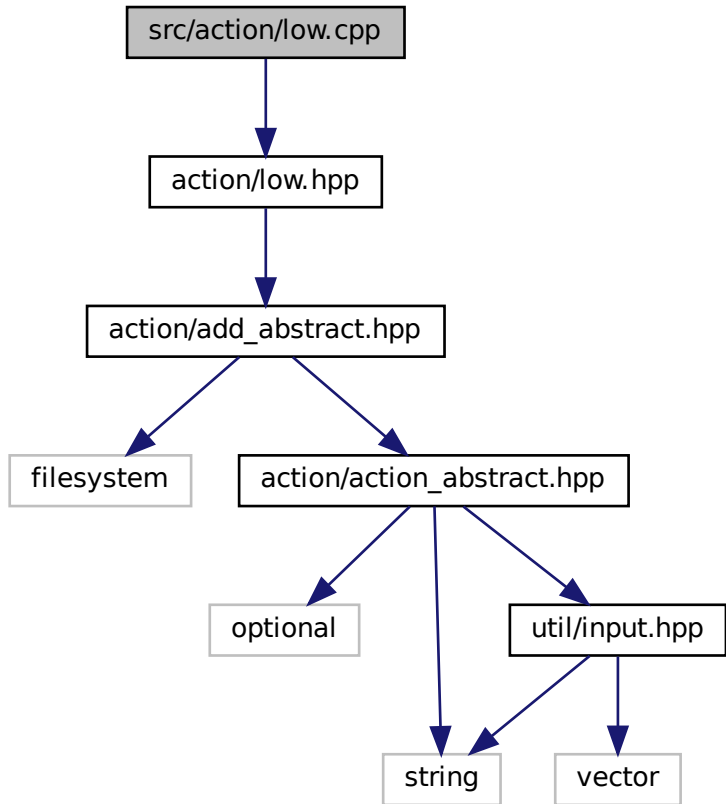 src/action/low.cpp
action/low.hpp
action/add_abstract.hpp
filesystem
action/action_abstract.hpp
optional
util/input.hpp
string
vector